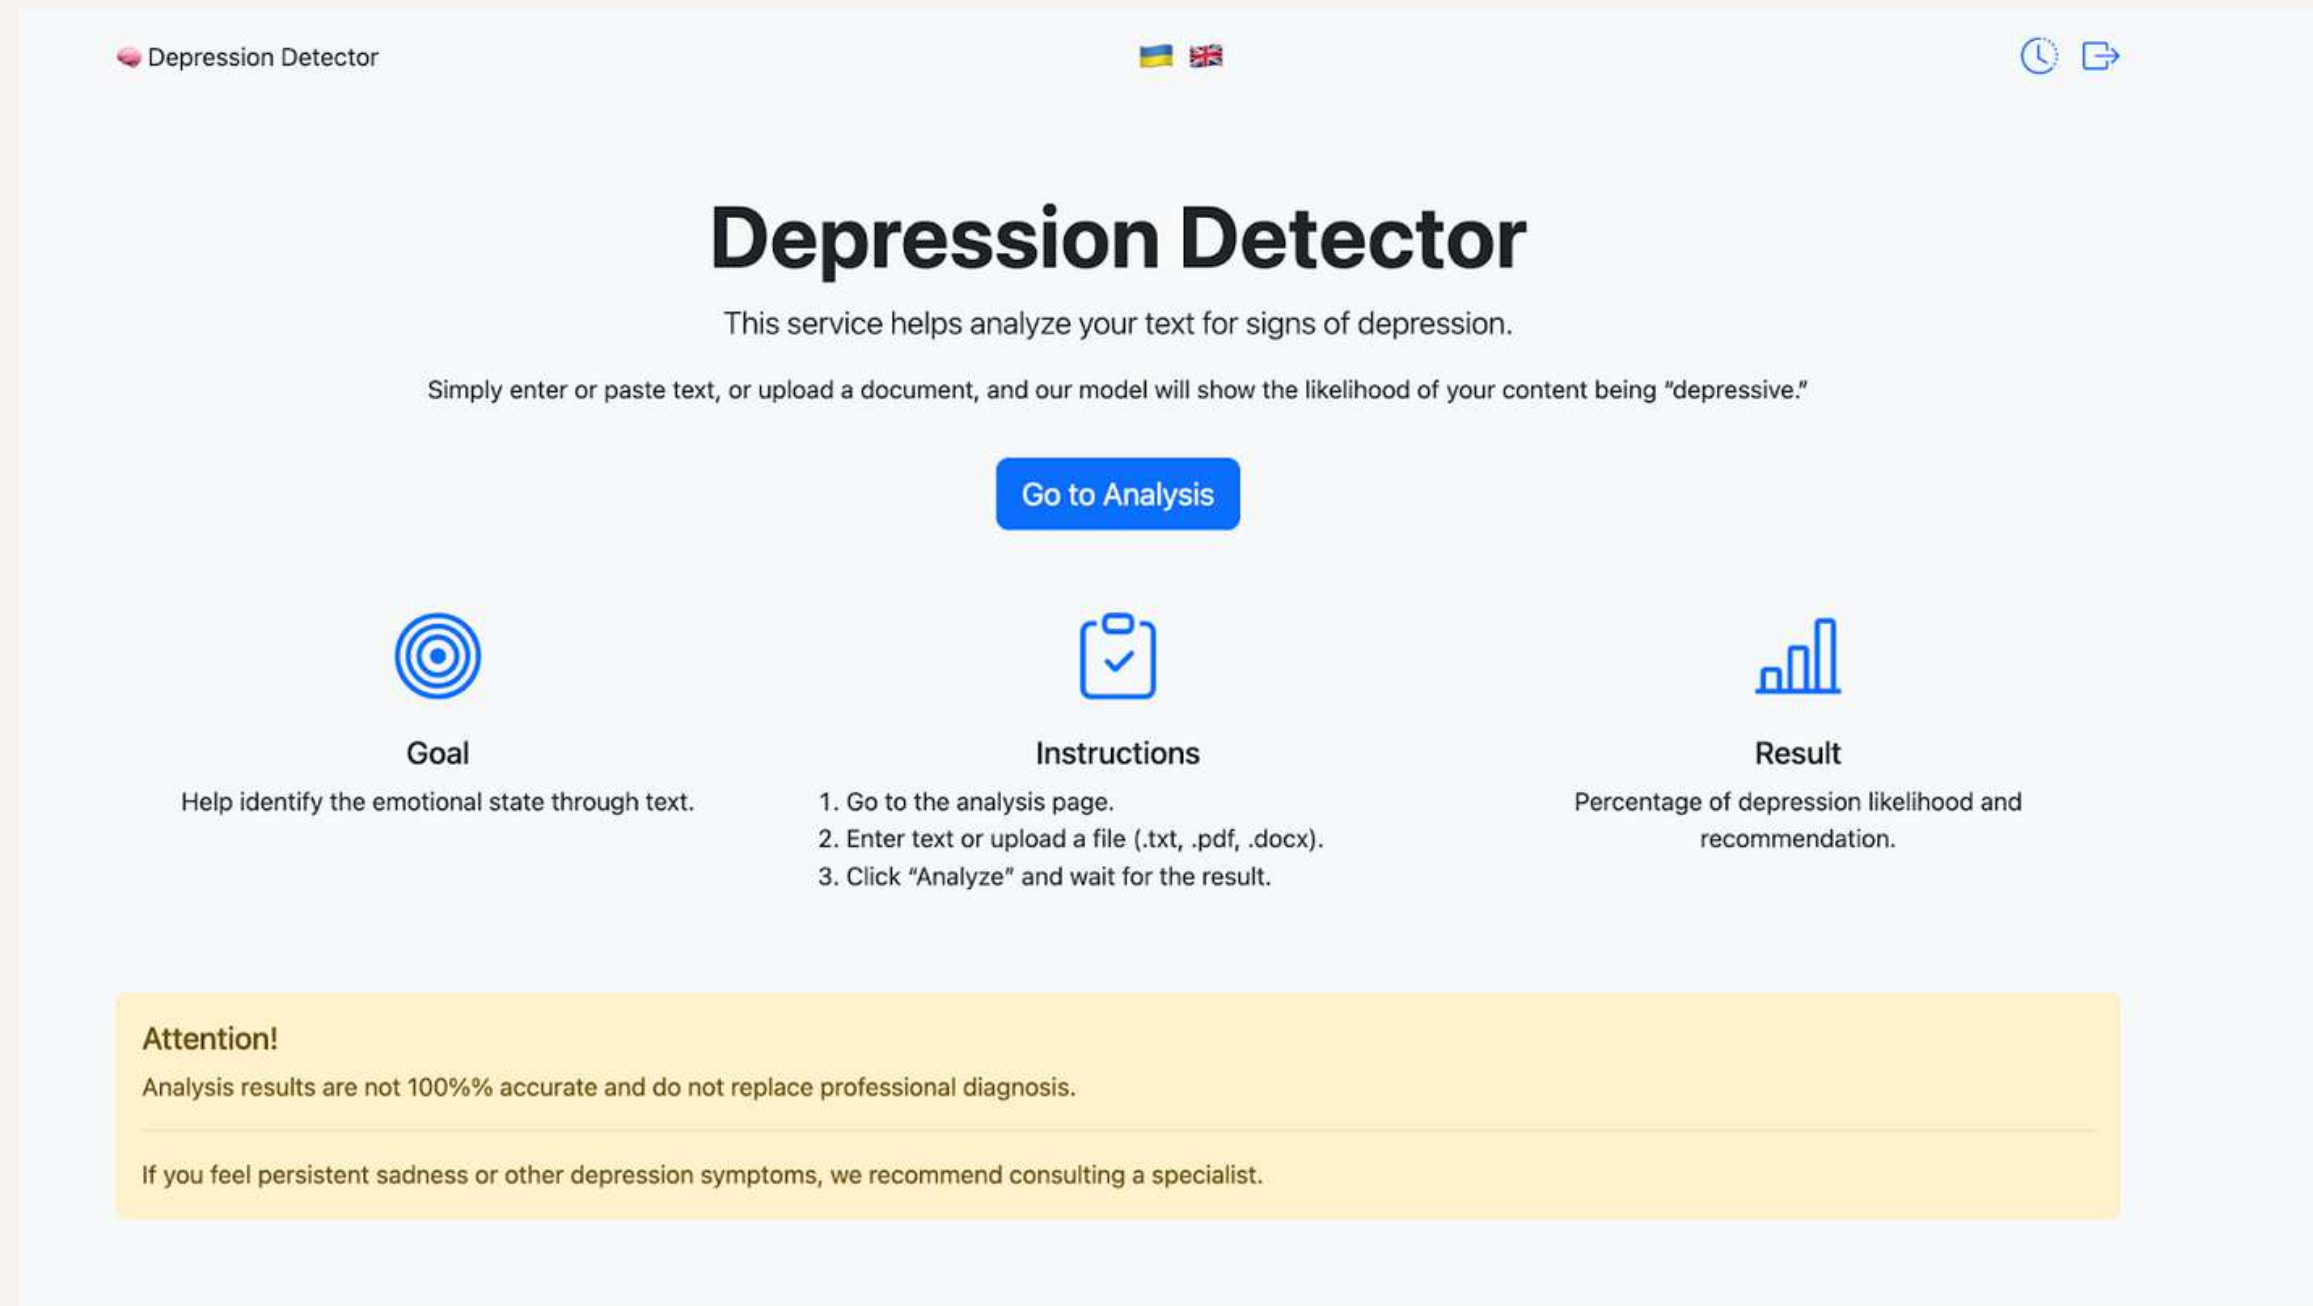 Depression Detector
Depression Detector
This service helps analyze your text for signs of depression.
Simply enter or paste text, or upload a document, and our model will show the likelihood of your content being “depressive.”
Go to Analysis
Goal
Help identify the emotional state through text.
Instructions
1. Go to the analysis page.
2. Enter text or upload a file (.txt, .pdf, .docx).
3. Click “Analyze” and wait for the result.
Result
Percentage of depression likelihood and
recommendation.
Attention!
Analysis results are not 100%% accurate and do not replace professional diagnosis.
If you feel persistent sadness or other depression symptoms, we recommend consulting a specialist.